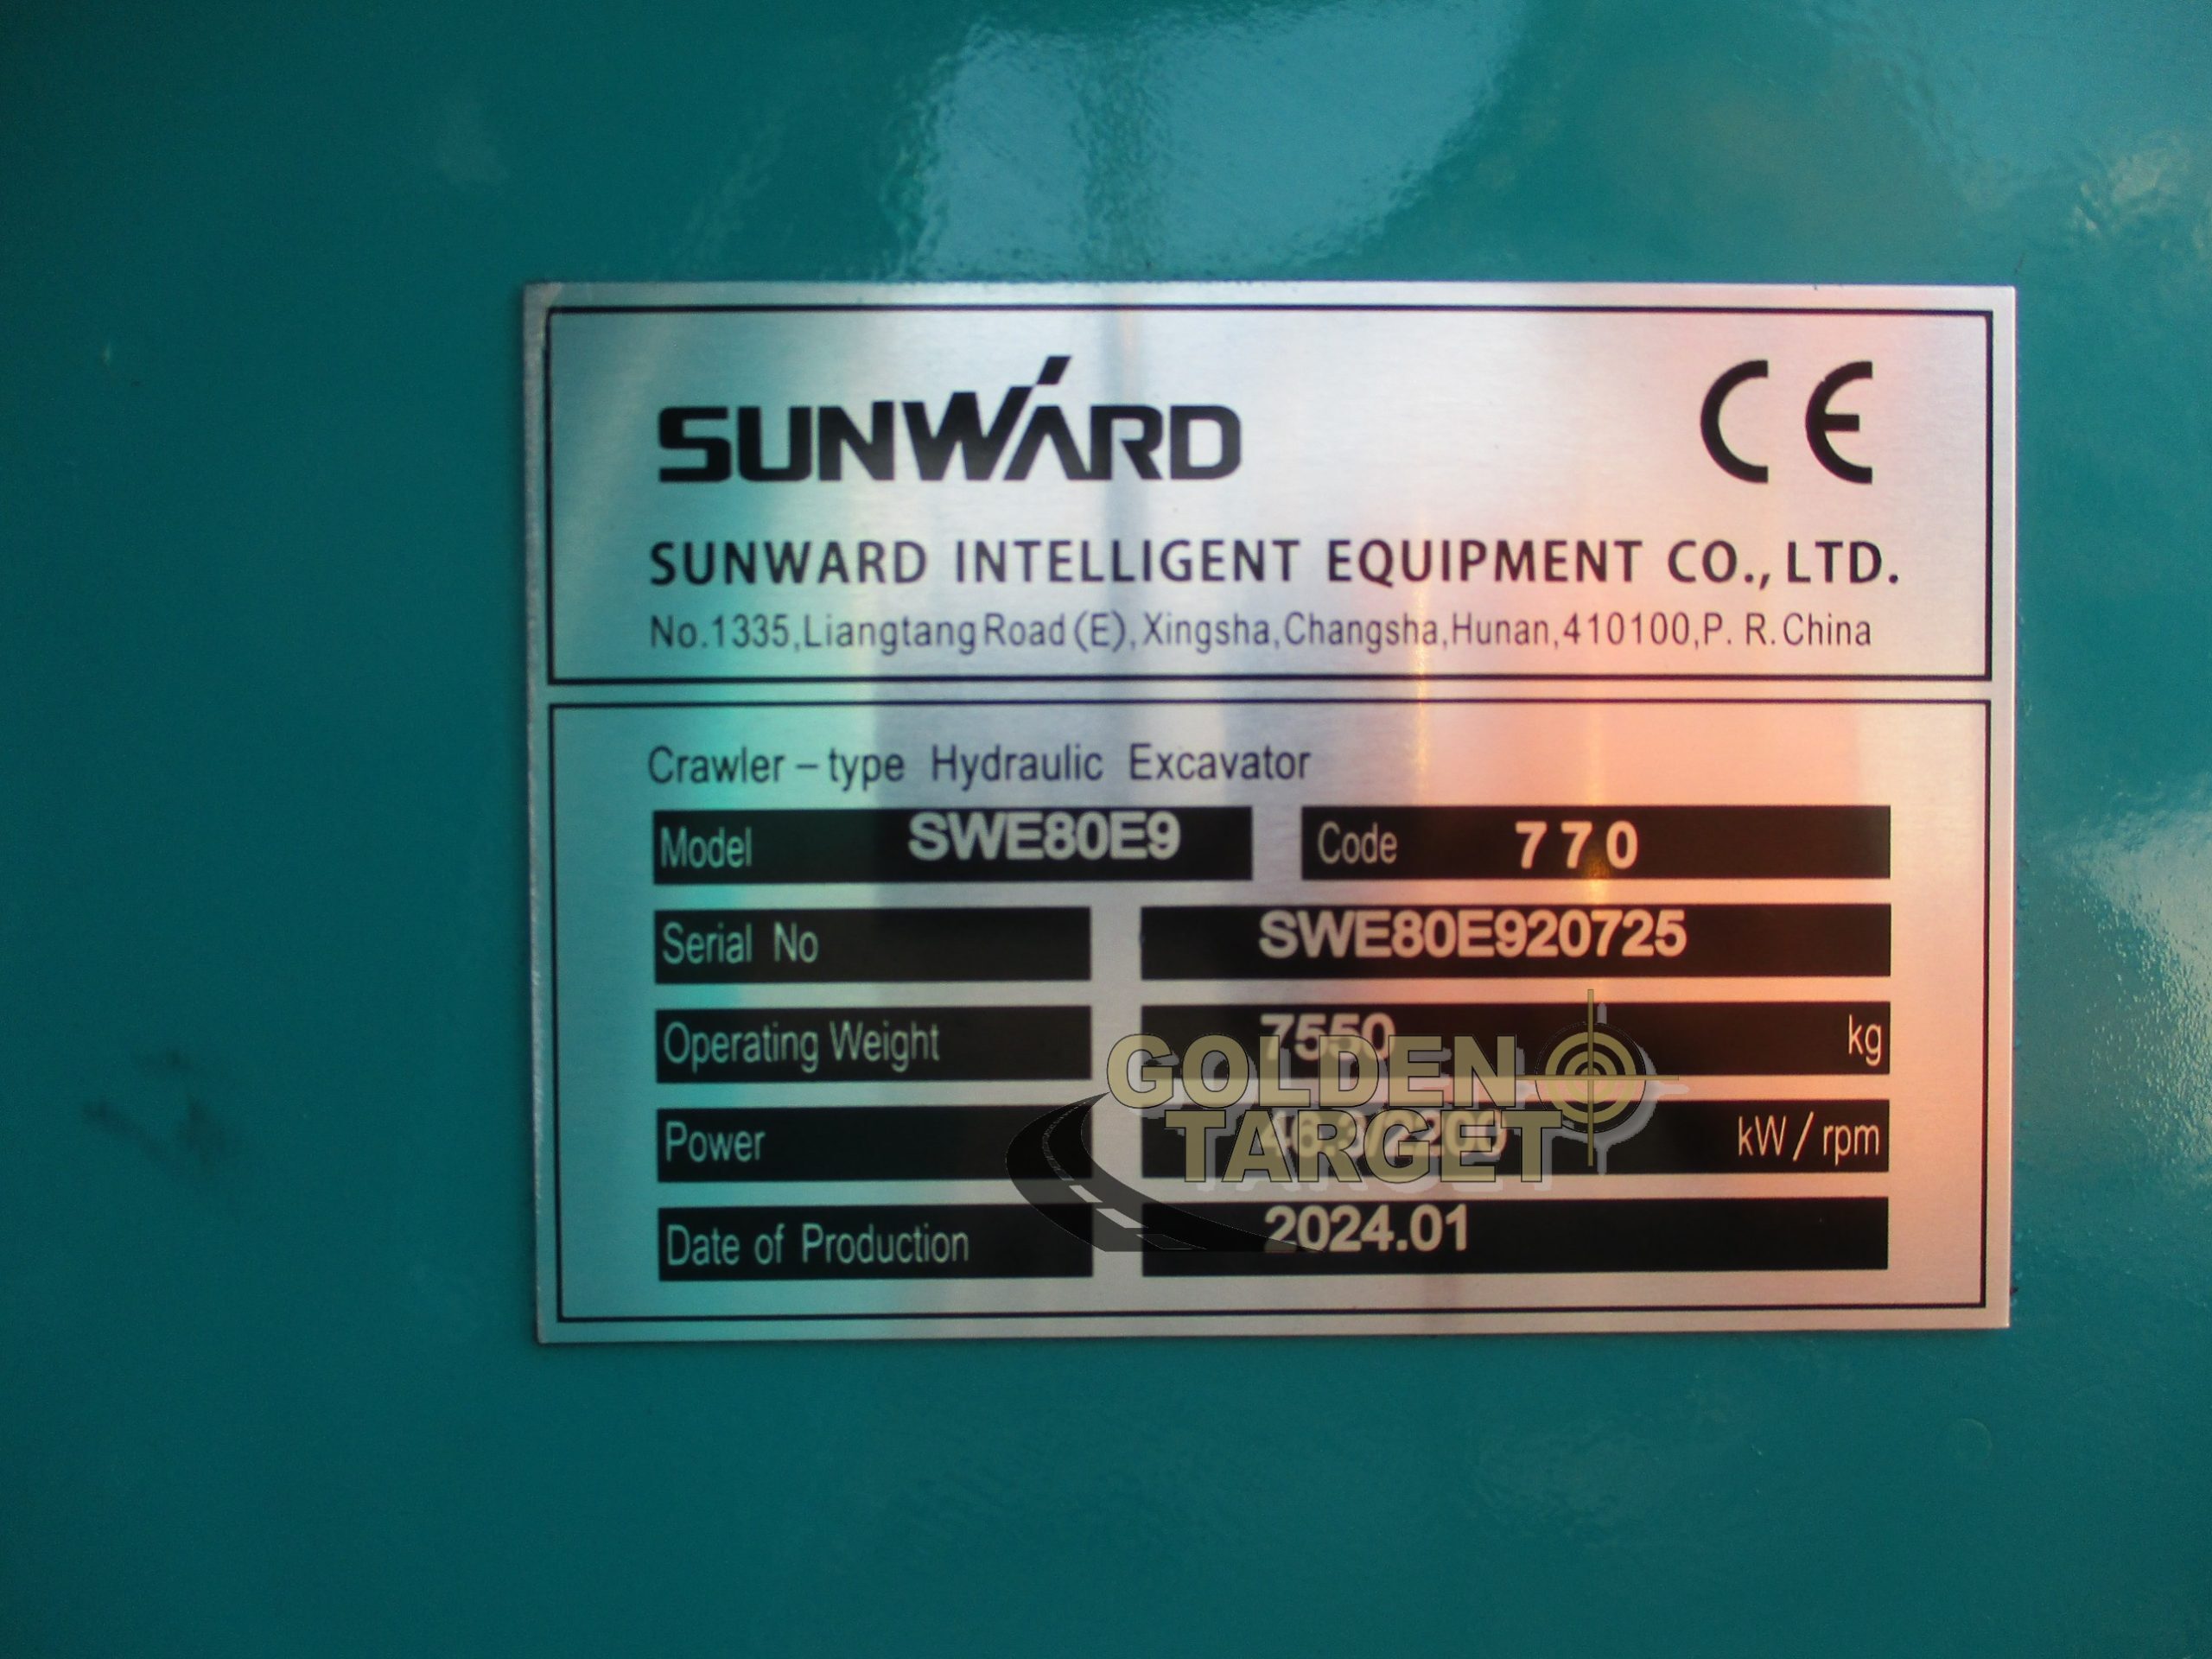 SUNWARD CE
SUNWARD INTELLIGENT EQUIPMENT CO., LTD.
No.1335,Liangtang Road (E), Xingsha,Changsha,Hunan,410100,P. R. China
Crawler – type Hydraulic Excavator
Model SWE80E9 Code 770
Serial No SWE80E920725
Operating Weight 7550 kg
GOLDEN
Power kW / rpm
TARGET
Date of Production 2024.01